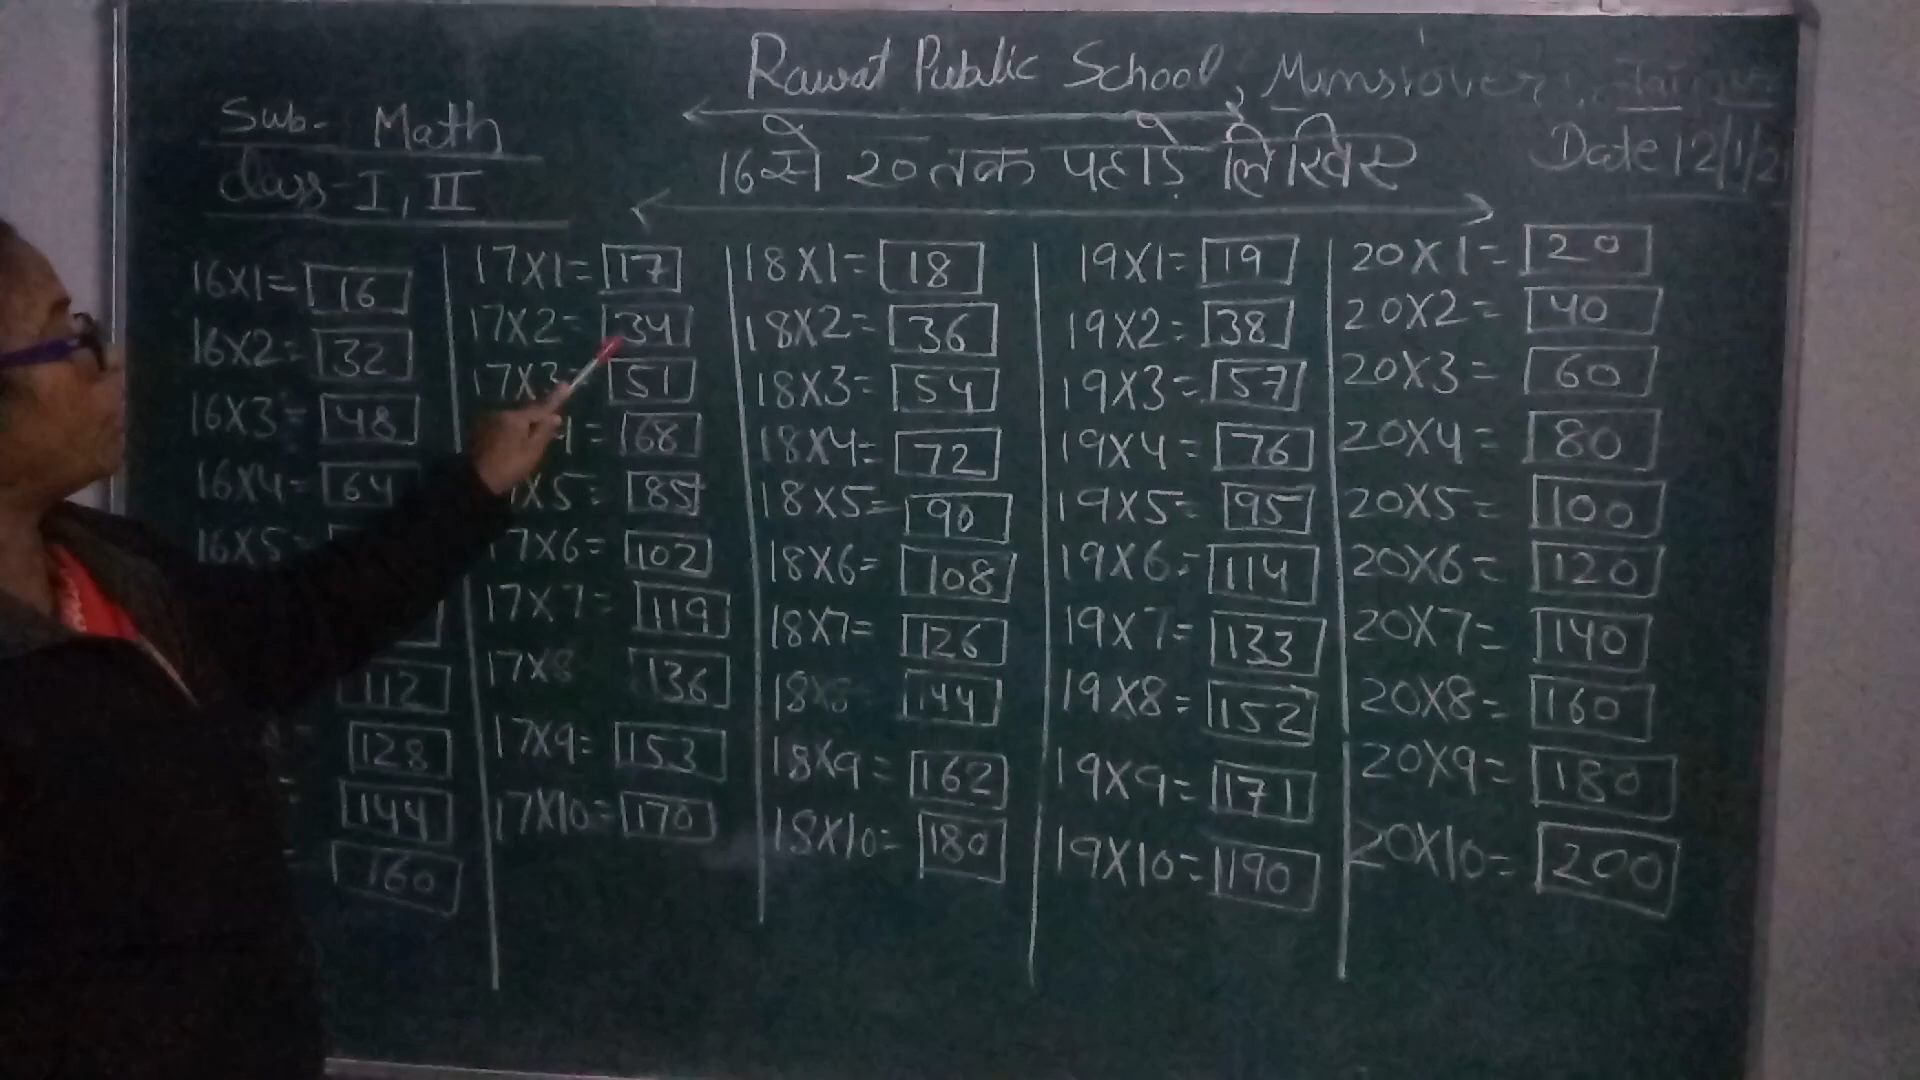 Rawat Public School, Mansrover, Jaipur
Sub- Math
Date 12/1/2
Class-I, II
16 से 20 तक पहाड़े लिखिए
16X1= 16
16X2= 32
16X3= 48
16X4= 64
16X5=
112
128
144
= 160
17X1= 17
17X2= 34
17X3= 51
4= 68
X5= 85
17X6= 102
17X7= 119
17X8 136
17X9= 153
17X10= 170
18X1= 18
18X2= 36
18X3= 54
18X4= 72
18X5= 90
18X6= 108
18X7= 126
18X8 144
18X9= 162
18X10= 180
19X1= 19
19X2= 38
19X3= 57
19X4= 76
19X5= 95
19X6= 114
19X7= 133
19X8= 152
19X9= 171
19X10= 190
20X1= 20
20X2= 40
20X3= 60
20X4= 80
20X5= 100
20X6= 120
20X7= 140
20X8= 160
20X9= 180
20X10= 200